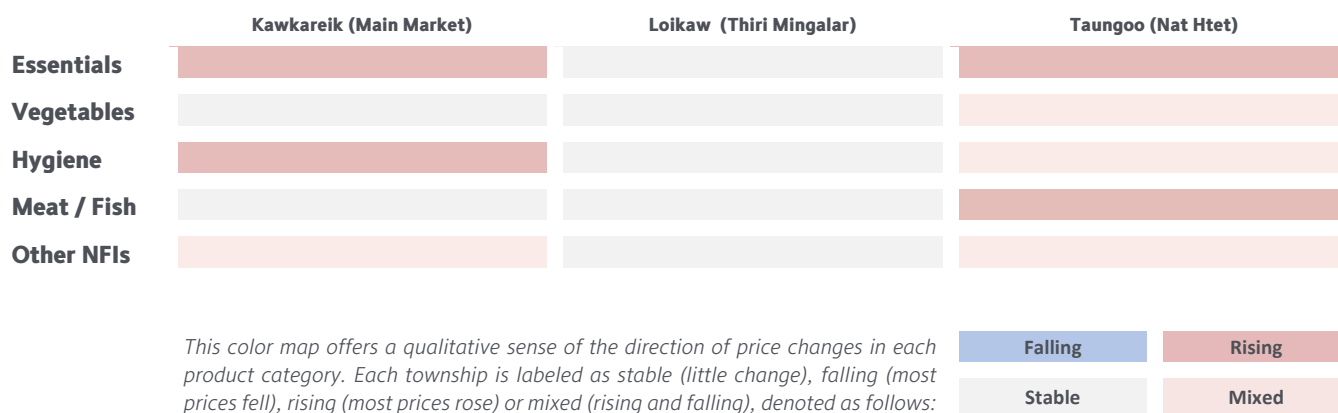 Kawkareik (Main Market) Loikaw (Thiri Mingalar) Taungoo (Nat Htet)
Essentials
Vegetables
Hygiene
Meat / Fish
Other NFIs
This color map offers a qualitative sense of the direction of price changes in each
product category. Each township is labeled as stable (little change), falling (most
prices fell), rising (most prices rose) or mixed (rising and falling), denoted as follows:
Falling Rising
Stable Mixed